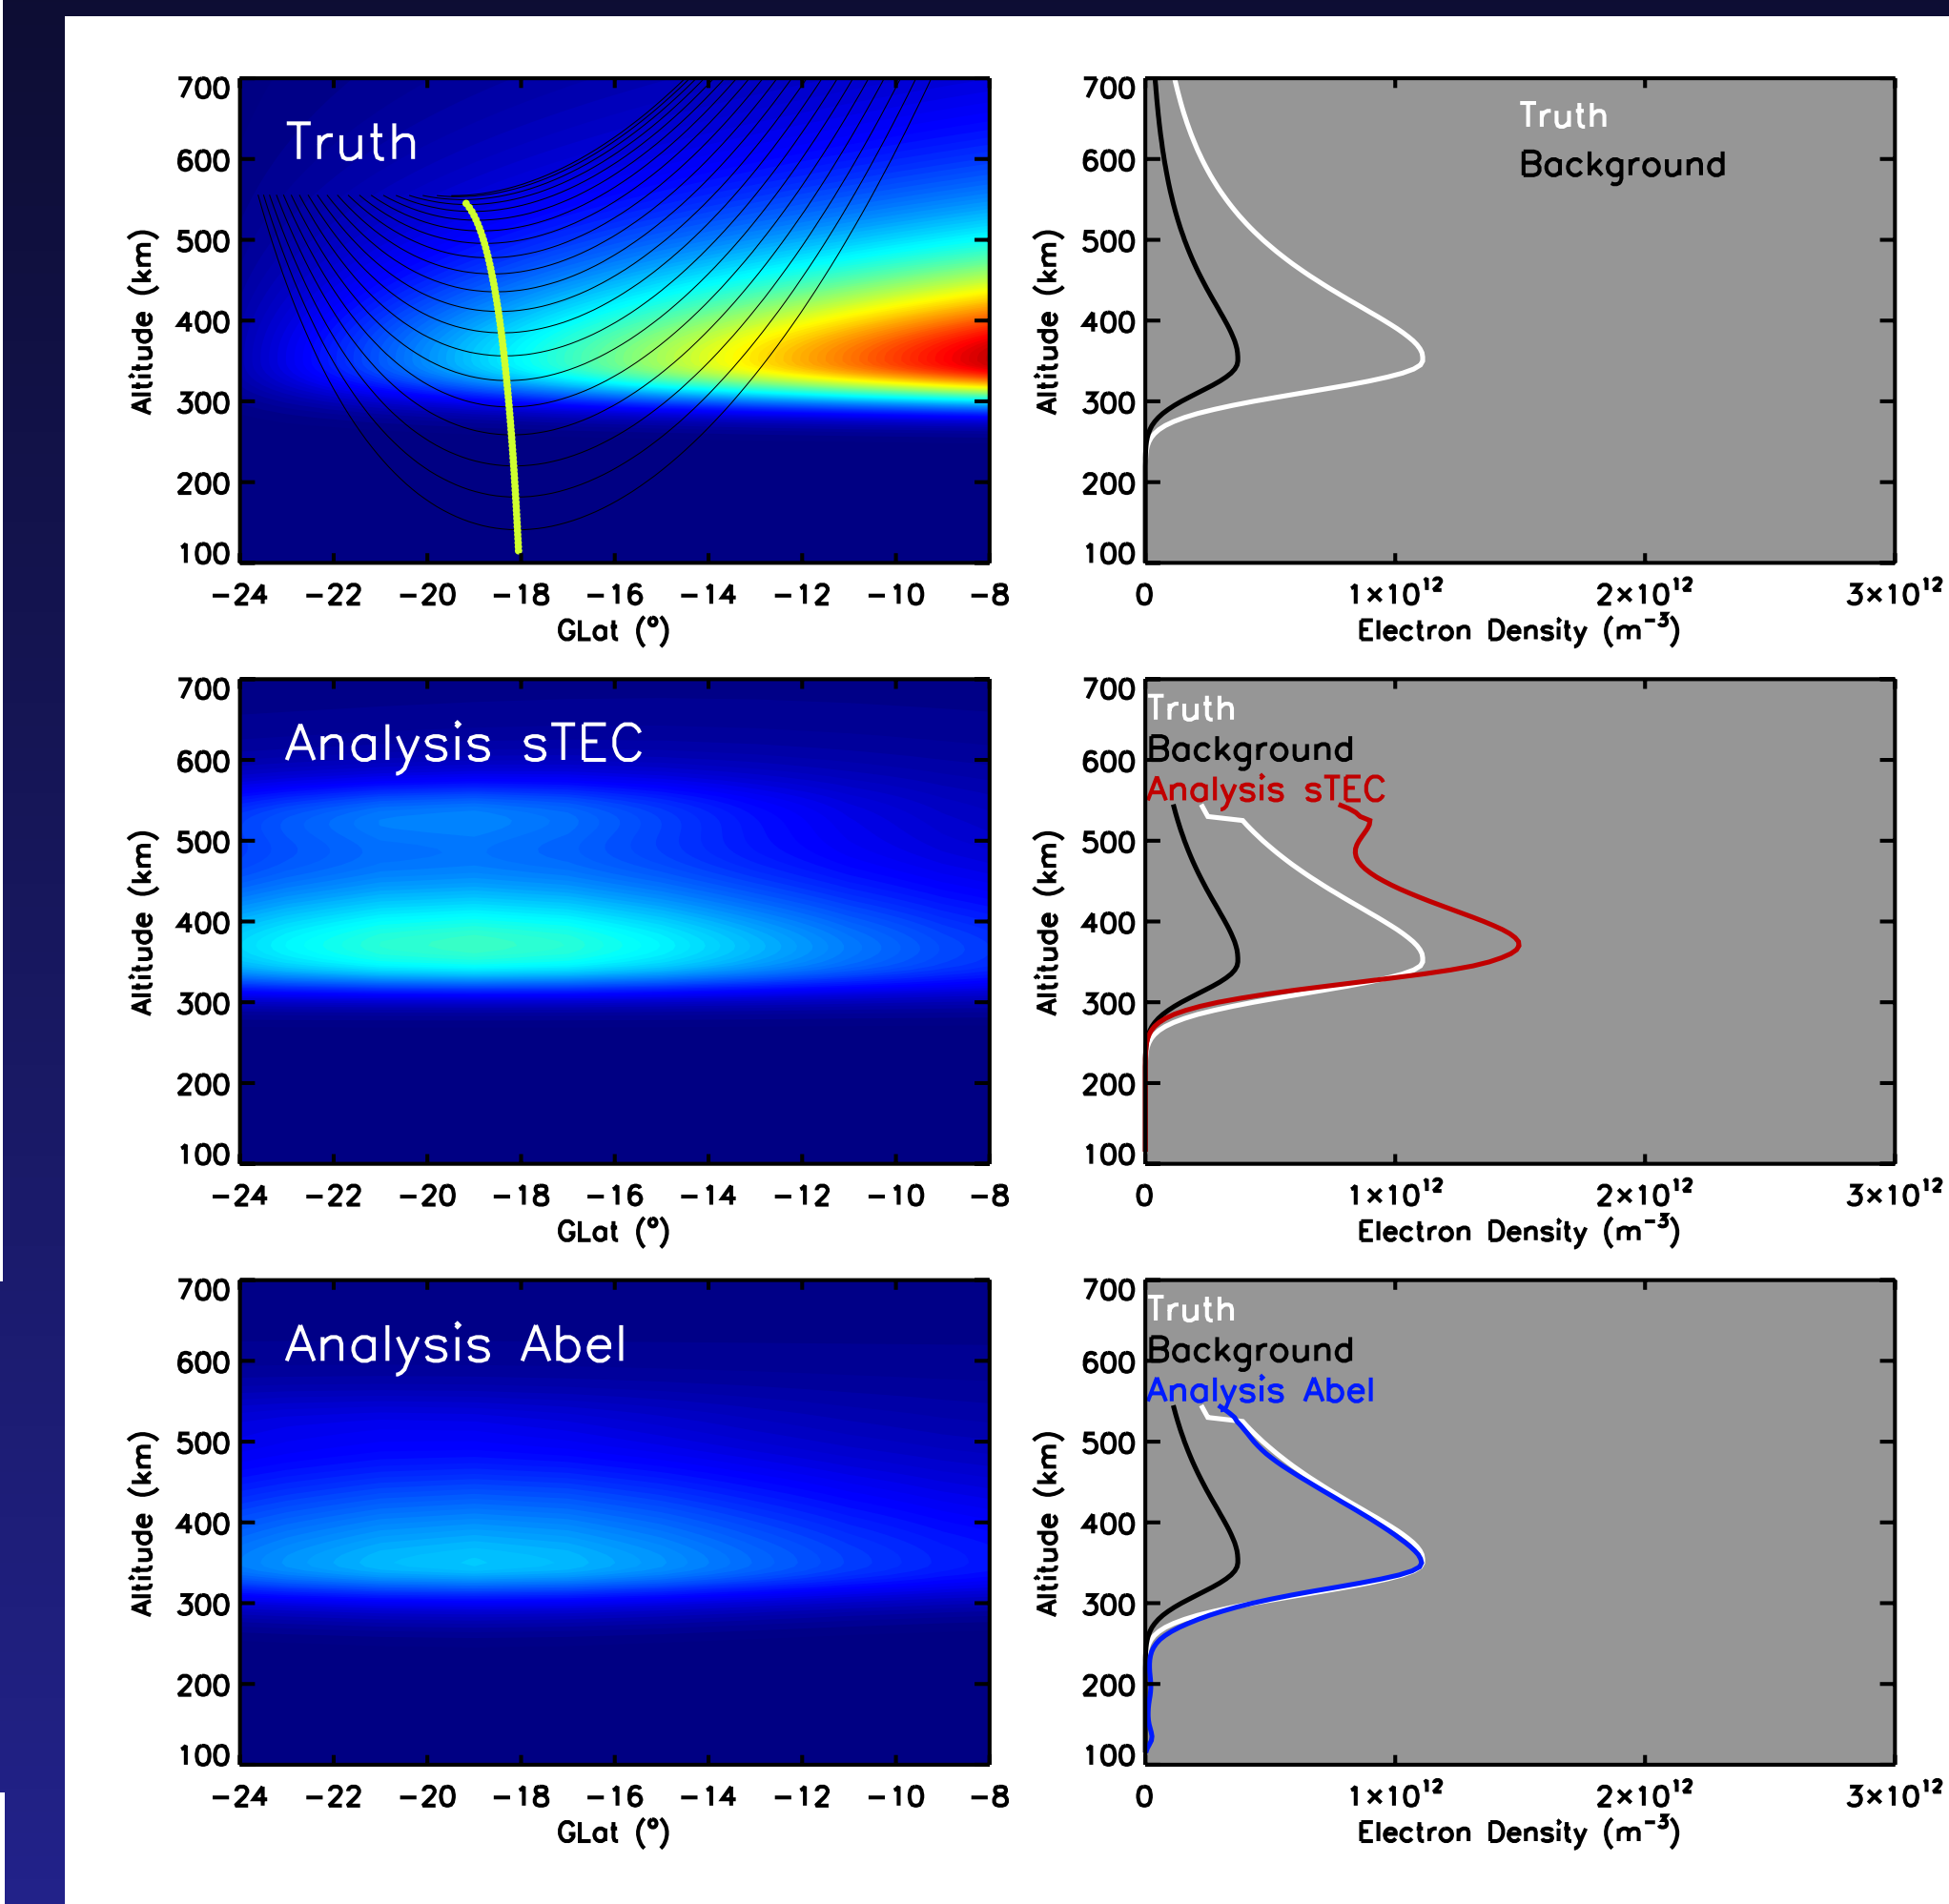 700
600
500
400
300
200
100
Altitude (km)
Truth
-24 -22 -20 -18 -16 -14 -12 -10 -8
GLat (°)
700
600
500
400
300
200
100
Altitude (km)
Truth
Background
0 1×10¹² 2×10¹² 3×10¹²
Electron Density (m⁻³)
700
600
500
400
300
200
100
Altitude (km)
Analysis sTEC
-24 -22 -20 -18 -16 -14 -12 -10 -8
GLat (°)
700
600
500
400
300
200
100
Altitude (km)
Truth
Background
Analysis sTEC
0 1×10¹² 2×10¹² 3×10¹²
Electron Density (m⁻³)
700
600
500
400
300
200
100
Altitude (km)
Analysis Abel
-24 -22 -20 -18 -16 -14 -12 -10 -8
GLat (°)
700
600
500
400
300
200
100
Altitude (km)
Truth
Background
Analysis Abel
0 1×10¹² 2×10¹² 3×10¹²
Electron Density (m⁻³)